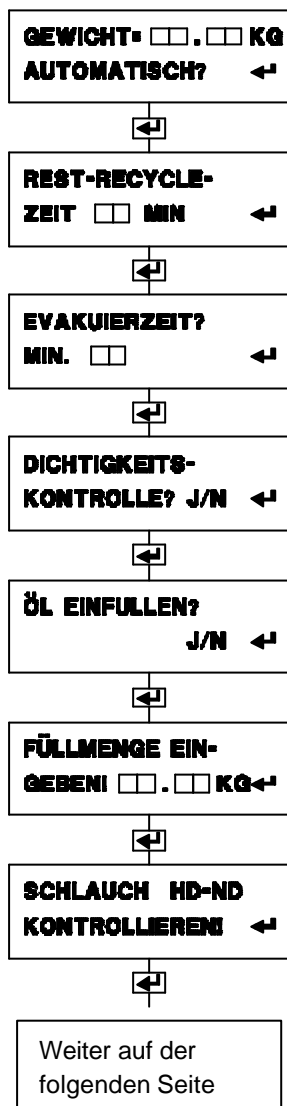 GEWICHT= □□.□□ KG
AUTOMATISCH? ↵
↵
REST-RECYCLE-
ZEIT □□ MIN ↵
↵
EVAKUIERZEIT?
MIN. □□ ↵
↵
DICHTIGKEITS-
KONTROLLE? J/N ↵
↵
ÖL EINFULLEN?
J/N ↵
↵
FÜLLMENGE EIN-
GEBEN! □□.□□ KG↵
↵
SCHLAUCH HD-ND
KONTROLLIEREN! ↵
↵
Weiter auf der
folgenden Seite